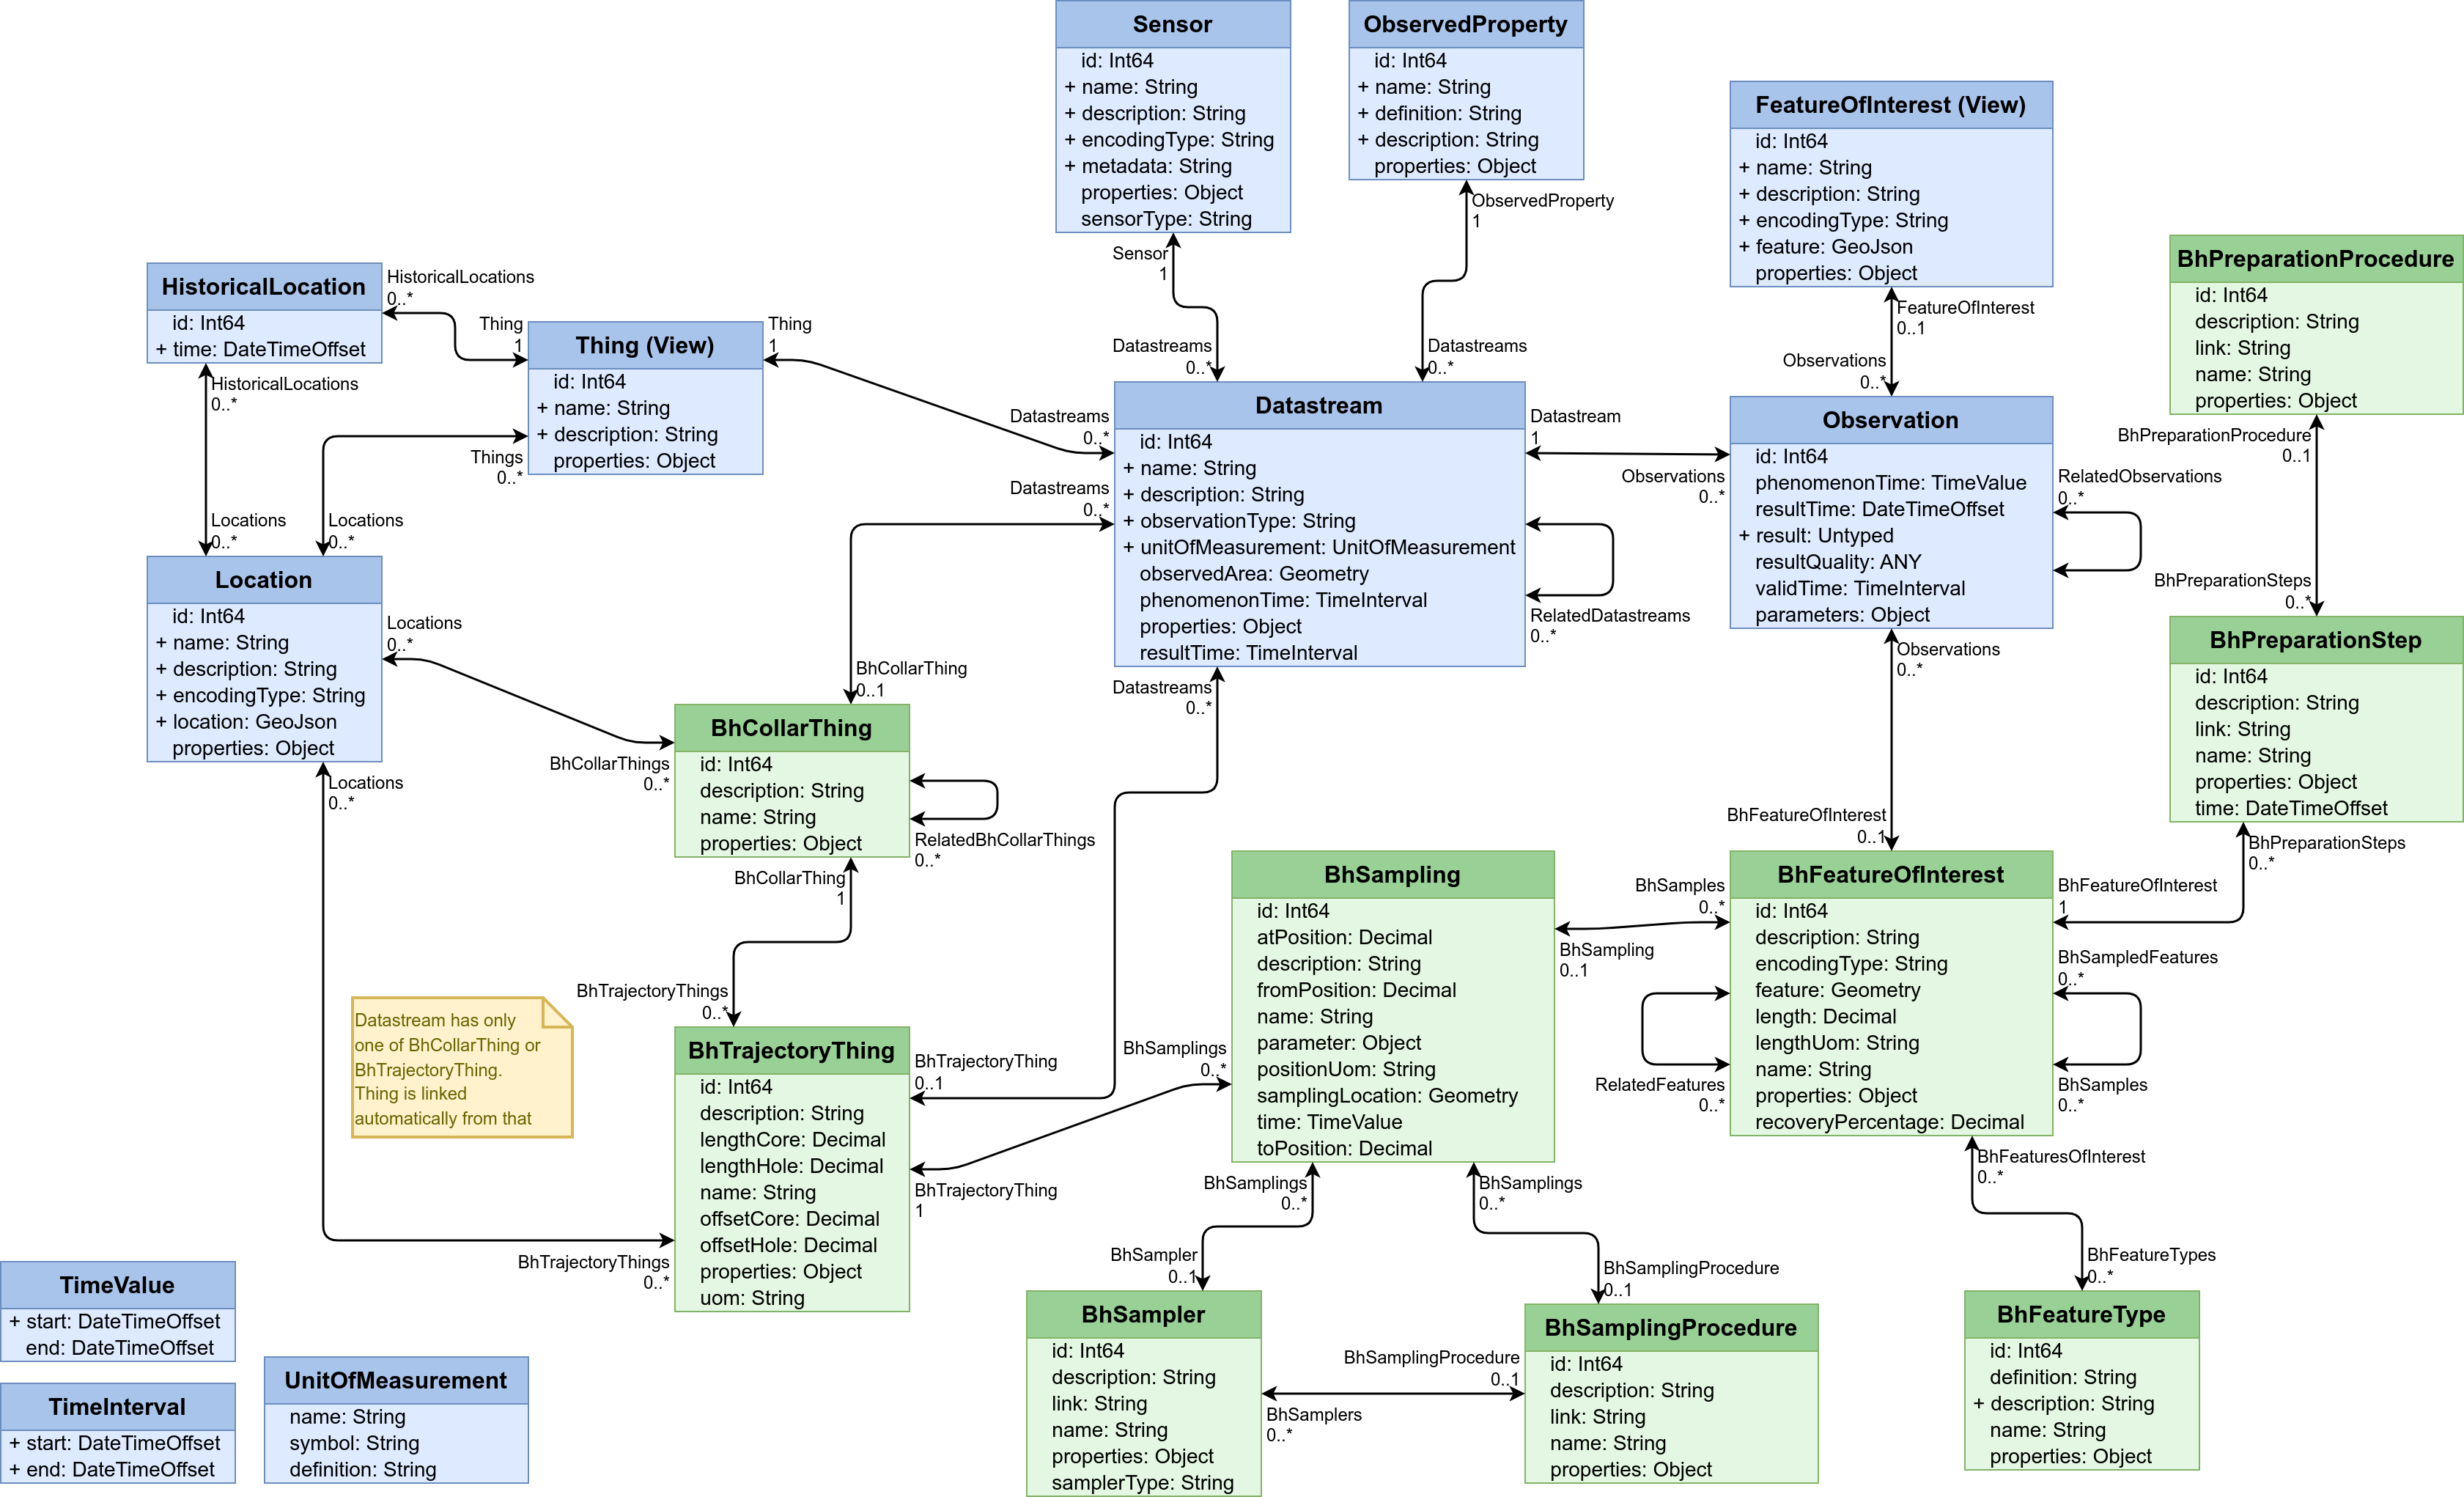 Sensor
id: Int64
+ name: String
+ description: String
+ encodingType: String
+ metadata: String
properties: Object
sensorType: String
ObservedProperty
id: Int64
+ name: String
+ definition: String
+ description: String
properties: Object
FeatureOfInterest (View)
id: Int64
+ name: String
+ description: String
+ encodingType: String
+ feature: GeoJson
properties: Object
BhPreparationProcedure
id: Int64
description: String
link: String
name: String
properties: Object
HistoricalLocation
id: Int64
+ time: DateTimeOffset
HistoricalLocations
0..*
Thing
1
Thing (View)
id: Int64
+ name: String
+ description: String
properties: Object
Thing
1
Sensor
1
Datastreams
0..*
ObservedProperty
1
Datastreams
0..*
FeatureOfInterest
0..1
Observations
0..*
HistoricalLocations
0..*
Things
0..*
Locations
0..*
Locations
0..*
Datastreams
0..*
Datastreams
0..*
Datastream
id: Int64
+ name: String
+ description: String
+ observationType: String
+ unitOfMeasurement: UnitOfMeasurement
observedArea: Geometry
phenomenonTime: TimeInterval
properties: Object
resultTime: TimeInterval
Datastream
1
Observations
0..*
RelatedDatastreams
0..*
Observation
id: Int64
phenomenonTime: TimeValue
resultTime: DateTimeOffset
+ result: Untyped
resultQuality: ANY
validTime: TimeInterval
parameters: Object
RelatedObservations
0..*
BhPreparationProcedure
0..1
BhPreparationSteps
0..*
Location
id: Int64
+ name: String
+ description: String
+ encodingType: String
+ location: GeoJson
properties: Object
Locations
0..*
BhCollarThings
0..*
BhCollarThing
0..1
Datastreams
0..*
Observations
0..*
BhFeatureOfInterest
0..1
BhPreparationStep
id: Int64
description: String
link: String
name: String
properties: Object
time: DateTimeOffset
BhCollarThing
id: Int64
description: String
name: String
properties: Object
RelatedBhCollarThings
0..*
Locations
0..*
BhCollarThing
1
BhTrajectoryThings
0..*
Datastream has only
one of BhCollarThing or
BhTrajectoryThing.
Thing is linked
automatically from that
BhTrajectoryThing
id: Int64
description: String
lengthCore: Decimal
lengthHole: Decimal
name: String
offsetCore: Decimal
offsetHole: Decimal
properties: Object
uom: String
BhTrajectoryThing
0..1
BhSamplings
0..*
BhTrajectoryThing
1
BhTrajectoryThings
0..*
BhSampling
id: Int64
atPosition: Decimal
description: String
fromPosition: Decimal
name: String
parameter: Object
positionUom: String
samplingLocation: Geometry
time: TimeValue
toPosition: Decimal
BhSamples
0..*
BhSampling
0..1
BhFeatureOfInterest
id: Int64
description: String
encodingType: String
feature: Geometry
length: Decimal
lengthUom: String
name: String
properties: Object
recoveryPercentage: Decimal
BhPreparationSteps
0..*
BhFeatureOfInterest
1
BhSampledFeatures
0..*
BhSamples
0..*
RelatedFeatures
0..*
BhSamplings
0..*
BhSampler
0..1
BhSamplings
0..*
BhSamplingProcedure
0..1
BhFeaturesOfInterest
0..*
BhFeatureTypes
0..*
TimeValue
+ start: DateTimeOffset
end: DateTimeOffset
TimeInterval
+ start: DateTimeOffset
+ end: DateTimeOffset
UnitOfMeasurement
name: String
symbol: String
definition: String
BhSampler
id: Int64
description: String
link: String
name: String
properties: Object
samplerType: String
BhSamplingProcedure
0..1
BhSamplers
0..*
BhSamplingProcedure
id: Int64
description: String
link: String
name: String
properties: Object
BhFeatureType
id: Int64
definition: String
+ description: String
name: String
properties: Object